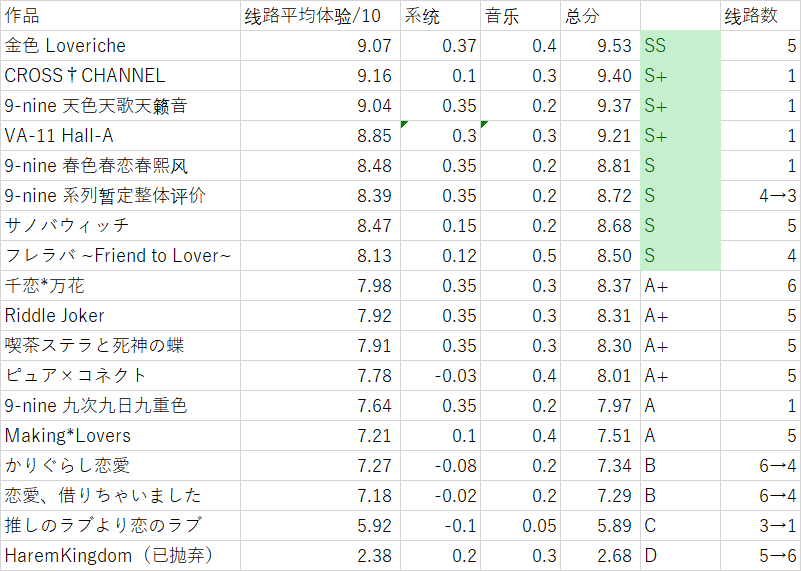 作品 线路平均体验/10 系统 音乐 总分 线路数
金色 Loveriche 9.07 0.37 0.4 9.53 SS 5
CROSS†CHANNEL 9.16 0.1 0.3 9.40 S+ 1
9-nine 天色天歌天籁音 9.04 0.35 0.2 9.37 S+ 1
VA-11 Hall-A 8.85 0.3 0.3 9.21 S+ 1
9-nine 春色春恋春熙风 8.48 0.35 0.2 8.81 S 1
9-nine 系列暂定整体评价 8.39 0.35 0.2 8.72 S 4→3
サノバウィッチ 8.47 0.15 0.2 8.68 S 5
フレラバ ~Friend to Lover~ 8.13 0.12 0.5 8.50 S 4
千恋*万花 7.98 0.35 0.3 8.37 A+ 6
Riddle Joker 7.92 0.35 0.3 8.31 A+ 5
喫茶ステラと死神の蝶 7.91 0.35 0.3 8.30 A+ 5
ピュア×コネクト 7.78 -0.03 0.4 8.01 A+ 5
9-nine 九次九日九重色 7.64 0.35 0.2 7.97 A 1
Making*Lovers 7.21 0.1 0.4 7.51 A 5
かりぐらし恋愛 7.27 -0.08 0.2 7.34 B 6→4
恋愛、借りちゃいました 7.18 -0.02 0.2 7.29 B 6→4
推しのラブより恋のラブ 5.92 -0.1 0.05 5.89 C 3→1
HaremKingdom（已抛弃） 2.38 0.2 0.3 2.68 D 5→6